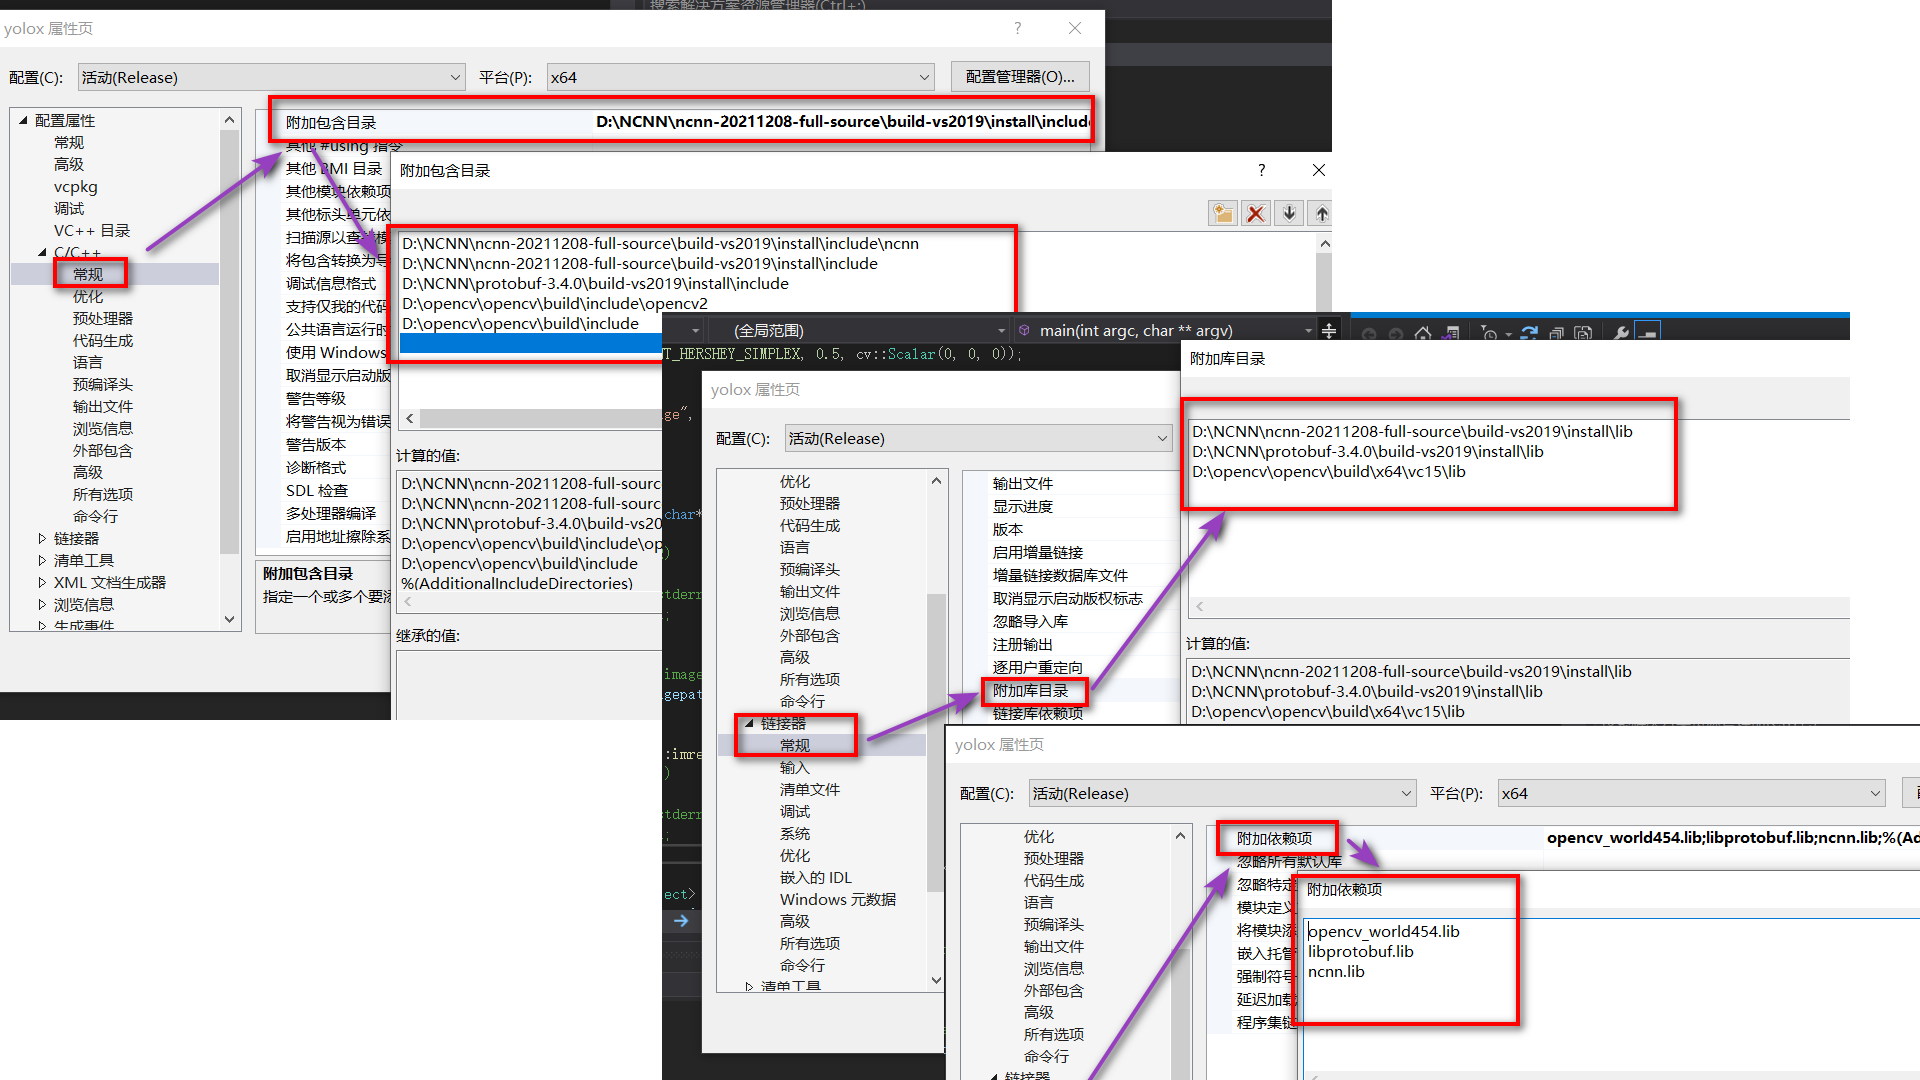 搜索解决方案资源管理器(Ctrl+;)
yolox 属性页
配置(C):
活动(Release)
平台(P):
x64
配置管理器(O)...
配置属性
常规
高级
vcpkg
调试
VC++ 目录
C/C++
常规
优化
预处理器
代码生成
语言
预编译头
输出文件
浏览信息
外部包含
高级
所有选项
命令行
链接器
清单工具
XML 文档生成器
浏览信息
生成事件
附加包含目录
D:\NCNN\ncnn-20211208-full-source\build-vs2019\install\include
其他 #using 指令
其他 BMI 目录
其他模块依赖项
其他标头单元依
扫描源以查找模
将包含转换为导
调试信息格式
支持仅我的代码
公共语言运行时
使用 Windows
取消显示启动版
警告等级
将警告视为错误
警告版本
诊断格式
SDL 检查
多处理器编译
启用地址擦除系
附加包含目录
指定一个或多个要添
附加包含目录
D:\NCNN\ncnn-20211208-full-source\build-vs2019\install\include\ncnn
D:\NCNN\ncnn-20211208-full-source\build-vs2019\install\include
D:\NCNN\protobuf-3.4.0\build-vs2019\install\include
D:\opencv\opencv\build\include\opencv2
D:\opencv\opencv\build\include
计算的值:
D:\NCNN\ncnn-20211208-full-sourc
D:\NCNN\ncnn-20211208-full-sourc
D:\NCNN\protobuf-3.4.0\build-vs20
D:\opencv\opencv\build\include\op
D:\opencv\opencv\build\include
%(AdditionalIncludeDirectories)
继承的值:
(全局范围)
main(int argc, char ** argv)
T_HERSHEY_SIMPLEX, 0.5, cv::Scalar(0, 0, 0));
ge",
char*
)
tderr
;
image
gepat
:imre
)
tderr
;
ect>
yolox 属性页
配置(C):
活动(Release)
优化
预处理器
代码生成
语言
预编译头
输出文件
浏览信息
外部包含
高级
所有选项
命令行
链接器
常规
输入
清单文件
调试
系统
优化
嵌入的 IDL
Windows 元数据
高级
所有选项
命令行
清单工具
输出文件
显示进度
版本
启用增量链接
增量链接数据库文件
取消显示启动版权标志
忽略导入库
注册输出
逐用户重定向
附加库目录
链接库依赖项
附加库目录
D:\NCNN\ncnn-20211208-full-source\build-vs2019\install\lib
D:\NCNN\protobuf-3.4.0\build-vs2019\install\lib
D:\opencv\opencv\build\x64\vc15\lib
计算的值:
D:\NCNN\ncnn-20211208-full-source\build-vs2019\install\lib
D:\NCNN\protobuf-3.4.0\build-vs2019\install\lib
D:\opencv\opencv\build\x64\vc15\lib
yolox 属性页
配置(C):
活动(Release)
平台(P):
x64
优化
预处理器
代码生成
语言
预编译头
输出文件
浏览信息
外部包含
高级
所有选项
命令行
链接器
附加依赖项
opencv_world454.lib;libprotobuf.lib;ncnn.lib;%(Ad
忽略所有默认库
忽略特定
模块定义
将模块添
嵌入托管
强制符号
延迟加载
程序集链
附加依赖项
opencv_world454.lib
libprotobuf.lib
ncnn.lib